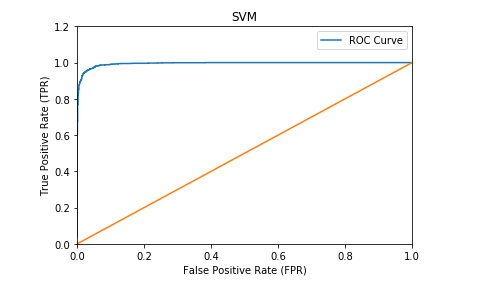 SVM
ROC Curve
True Positive Rate (TPR)
1.2
1.0
0.8
0.6
0.4
0.2
0.0
0.0 0.2 0.4 0.6 0.8 1.0
False Positive Rate (FPR)